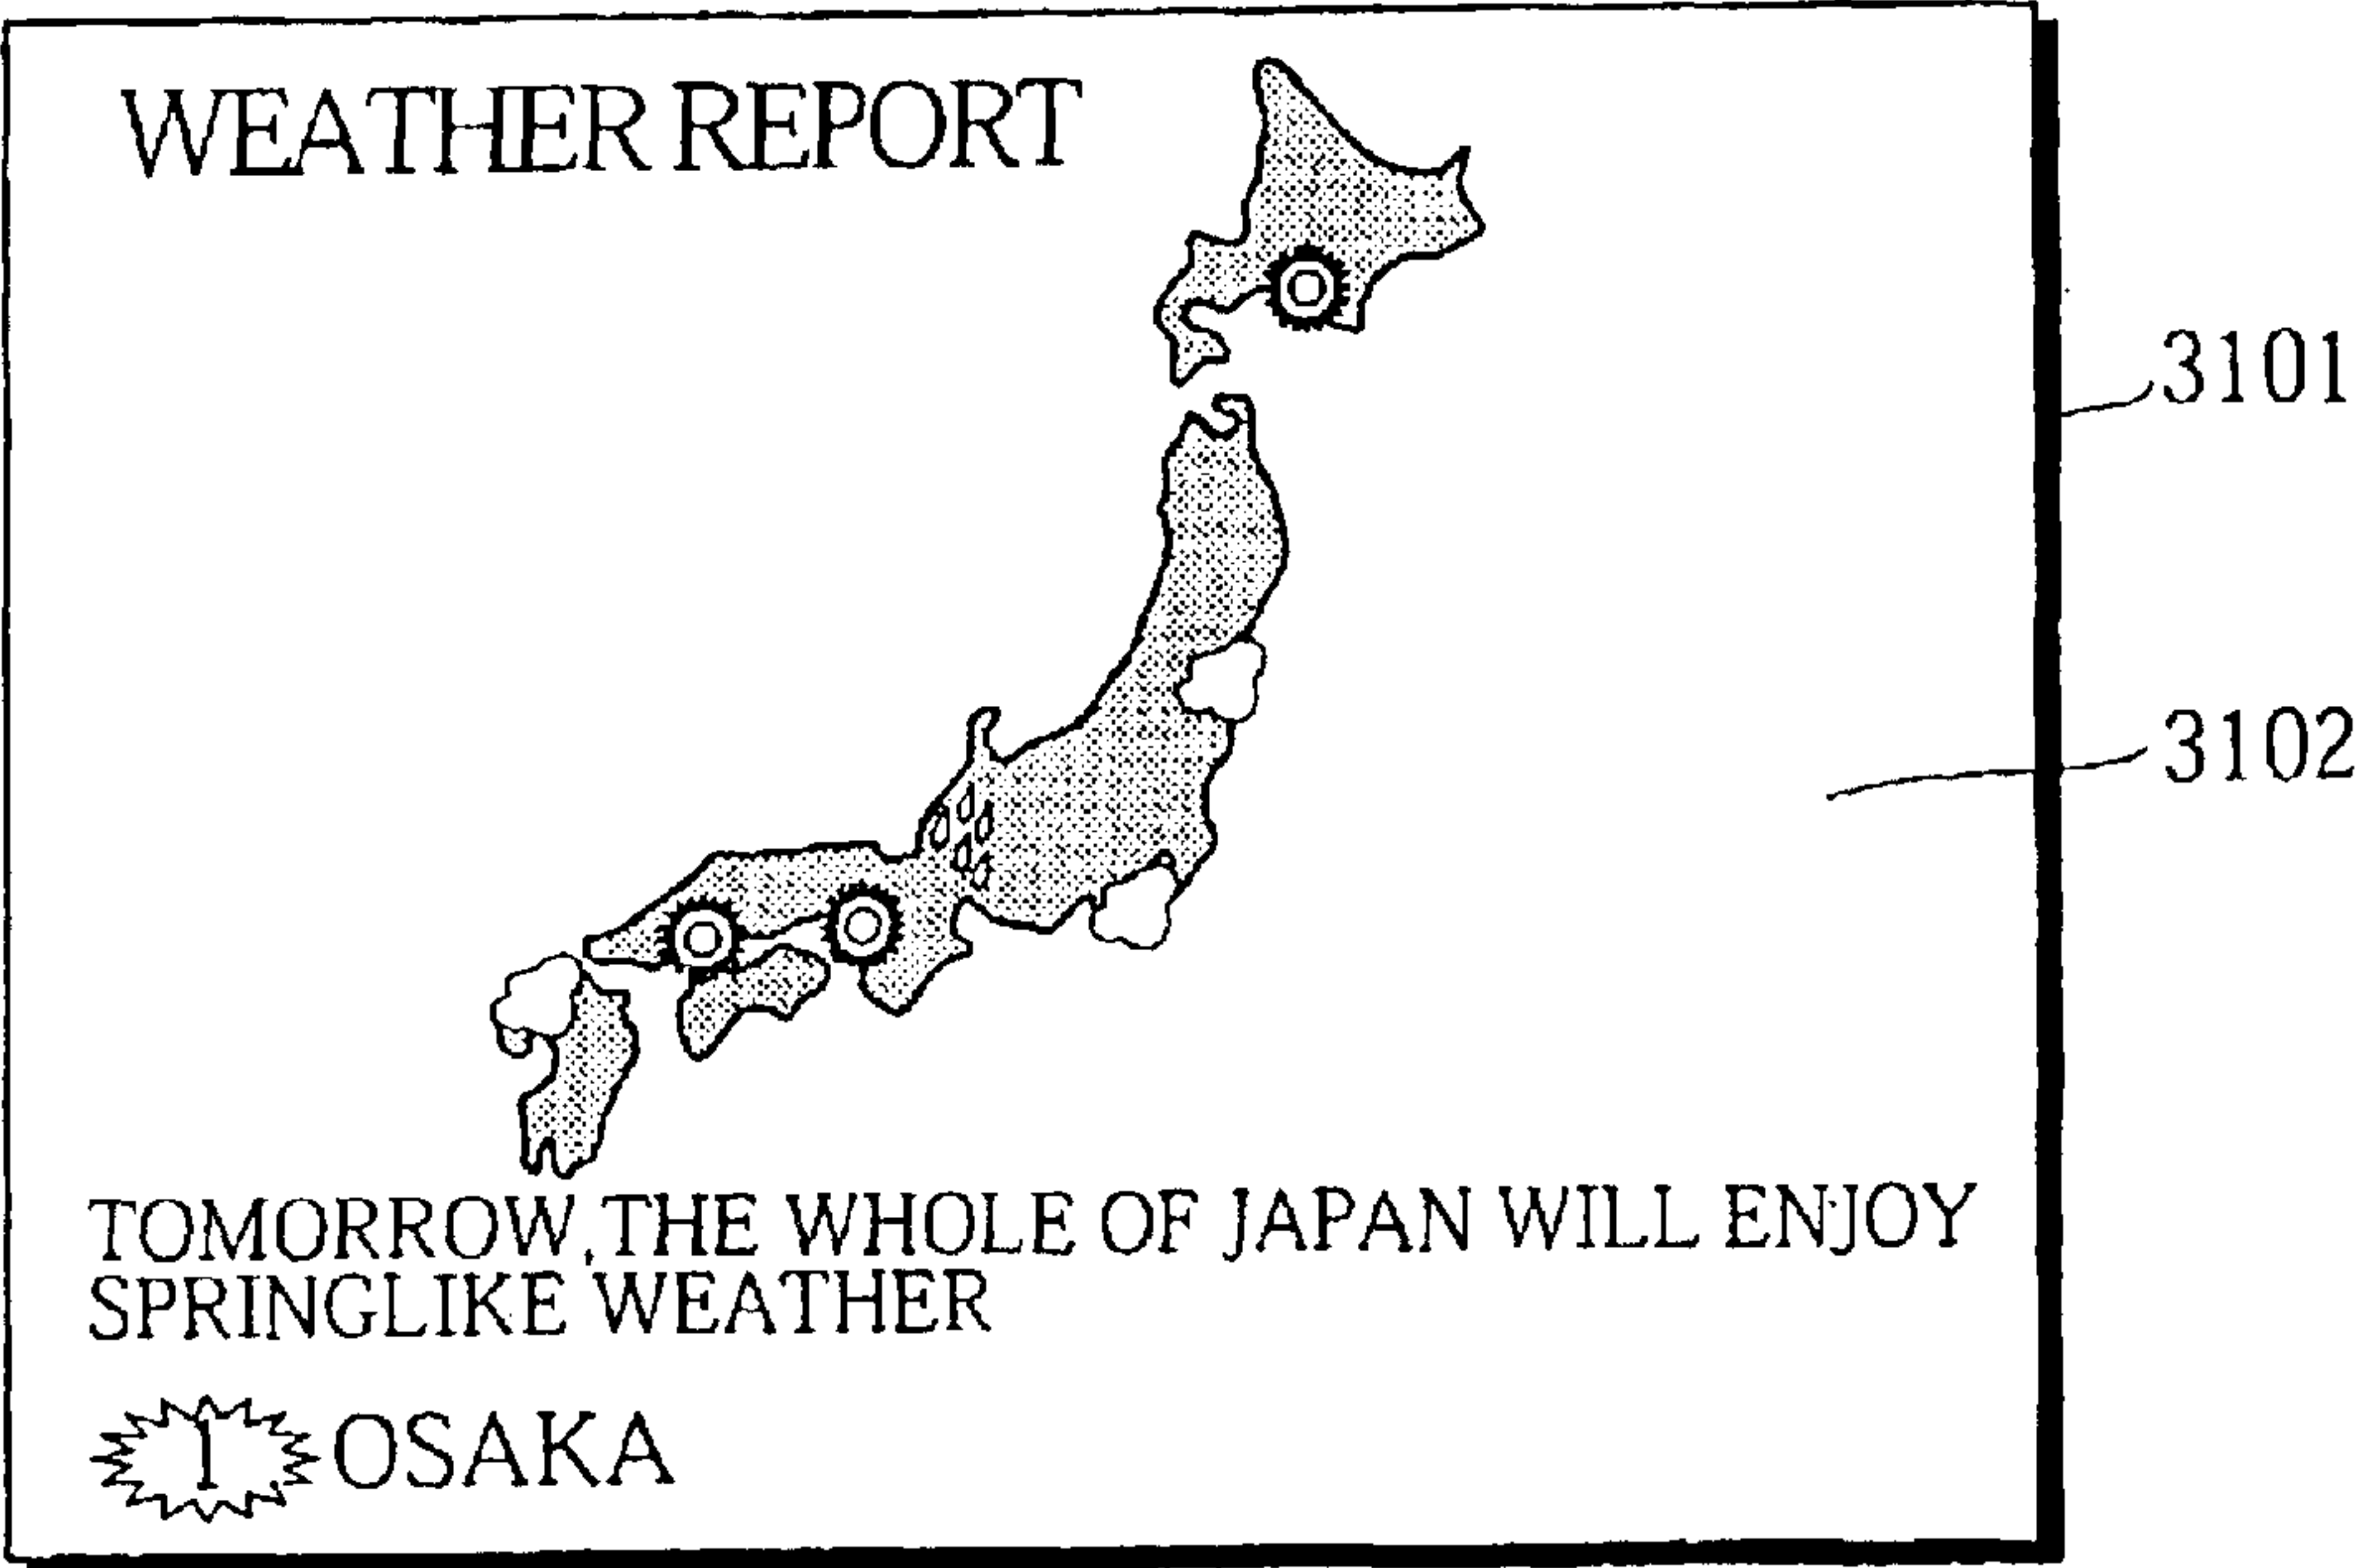 WEATHER REPORT
3101
3102
TOMORROW, THE WHOLE OF JAPAN WILL ENJOY
SPRINGLIKE WEATHER
1 OSAKA